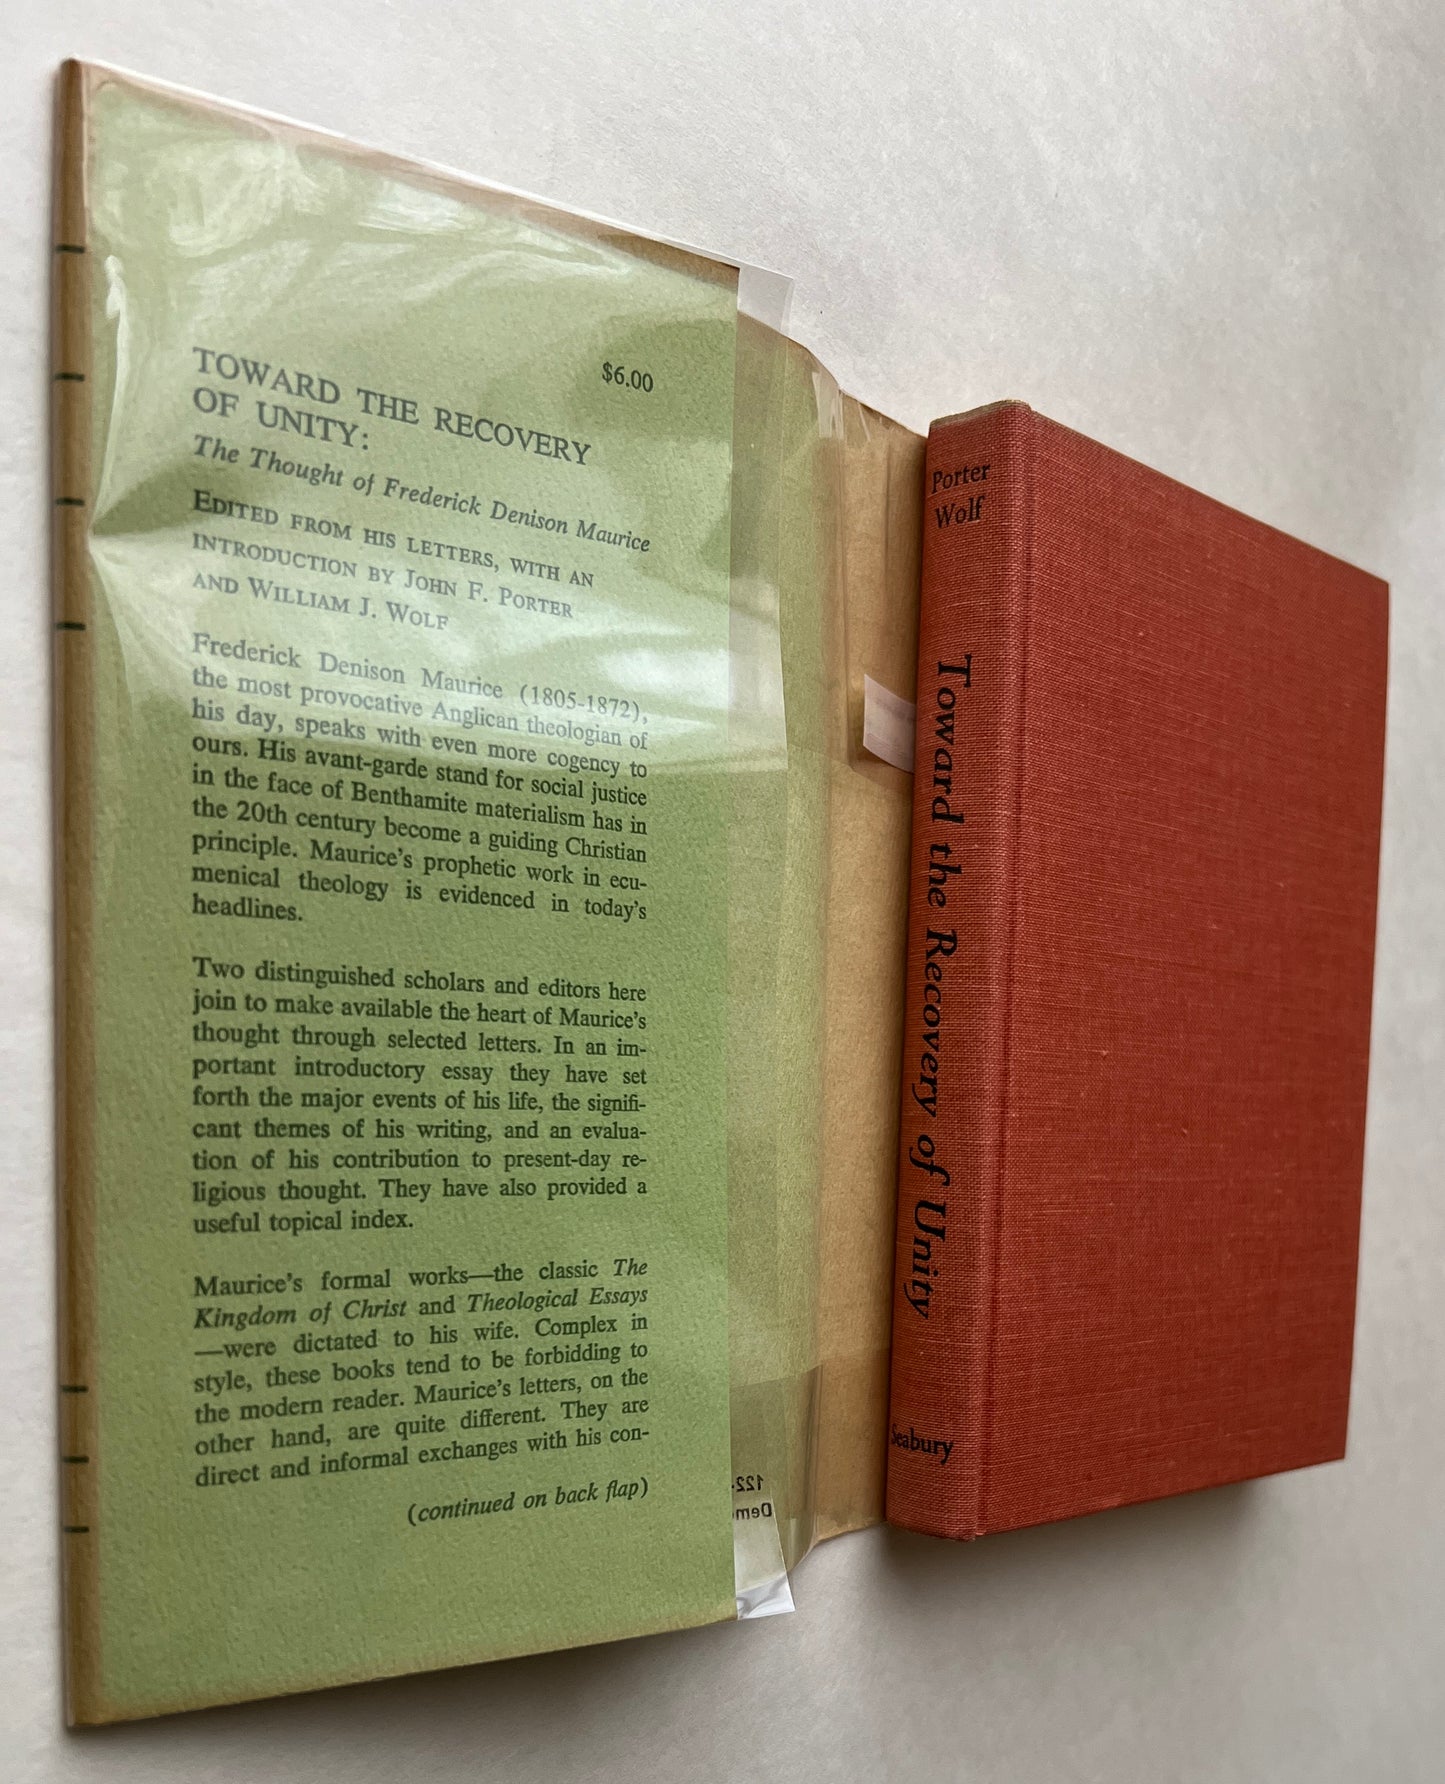 $6.00
TOWARD THE RECOVERY
OF UNITY:
The Thought of Frederick Denison Maurice
EDITED FROM HIS LETTERS, WITH AN
INTRODUCTION BY JOHN F. PORTER
AND WILLIAM J. WOLF
Frederick Denison Maurice (1805-1872),
the most provocative Anglican theologian of
his day, speaks with even more cogency to
ours. His avant-garde stand for social justice
in the face of Benthamite materialism has in
the 20th century become a guiding Christian
principle. Maurice's prophetic work in ecu-
menical theology is evidenced in today's
headlines.
Two distinguished scholars and editors here
join to make available the heart of Maurice's
thought through selected letters. In an im-
portant introductory essay they have set
forth the major events of his life, the signifi-
cant themes of his writing, and an evalua-
tion of his contribution to present-day re-
ligious thought. They have also provided a
useful topical index.
Maurice's formal works—the classic The
Kingdom of Christ and Theological Essays
—were dictated to his wife. Complex in
style, these books tend to be forbidding to
the modern reader. Maurice's letters, on the
other hand, are quite different. They are
direct and informal exchanges with his con-
(continued on back flap)
122-
Dem
Porter
Wolf
Toward the Recovery of Unity
Seabury